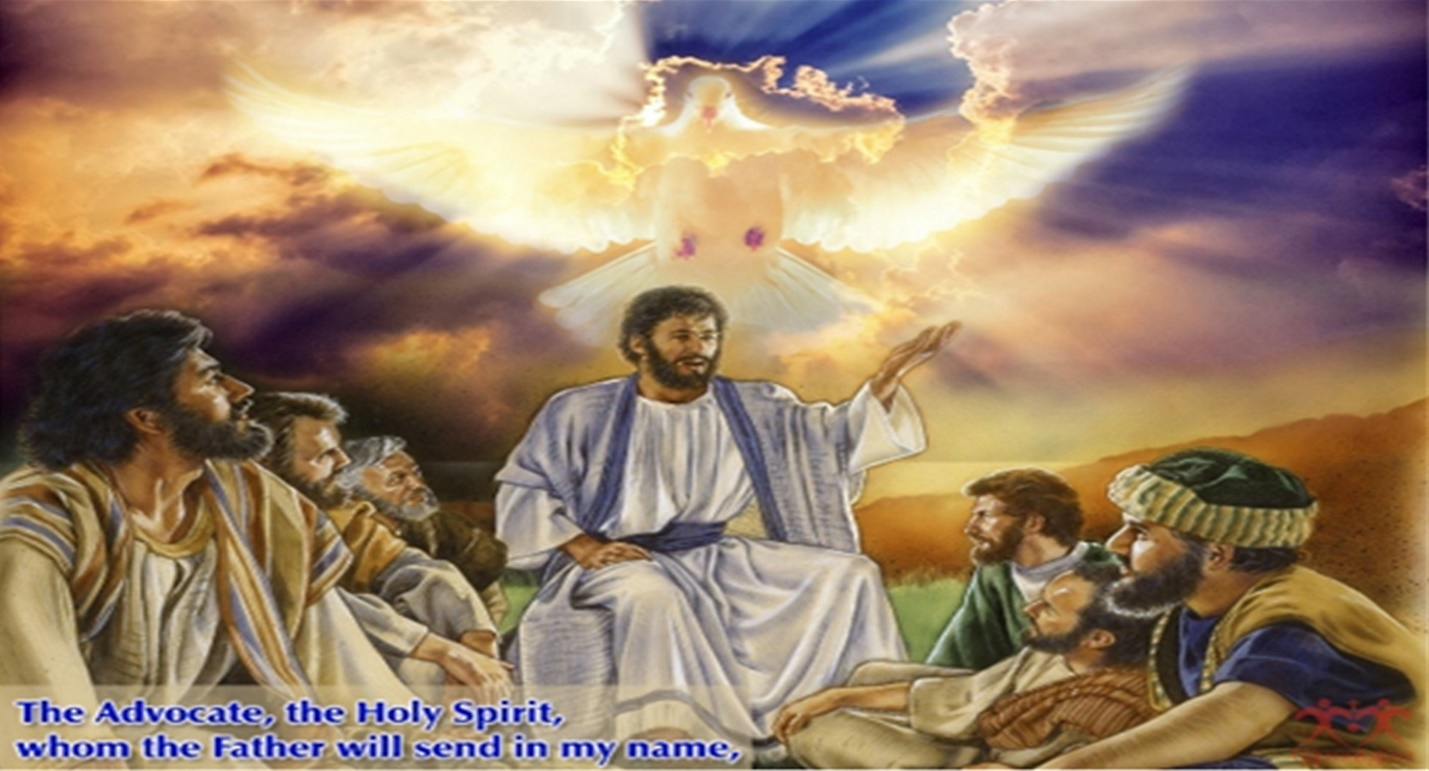 The Advocate, the Holy Spirit,
whom the Father will send in my name,